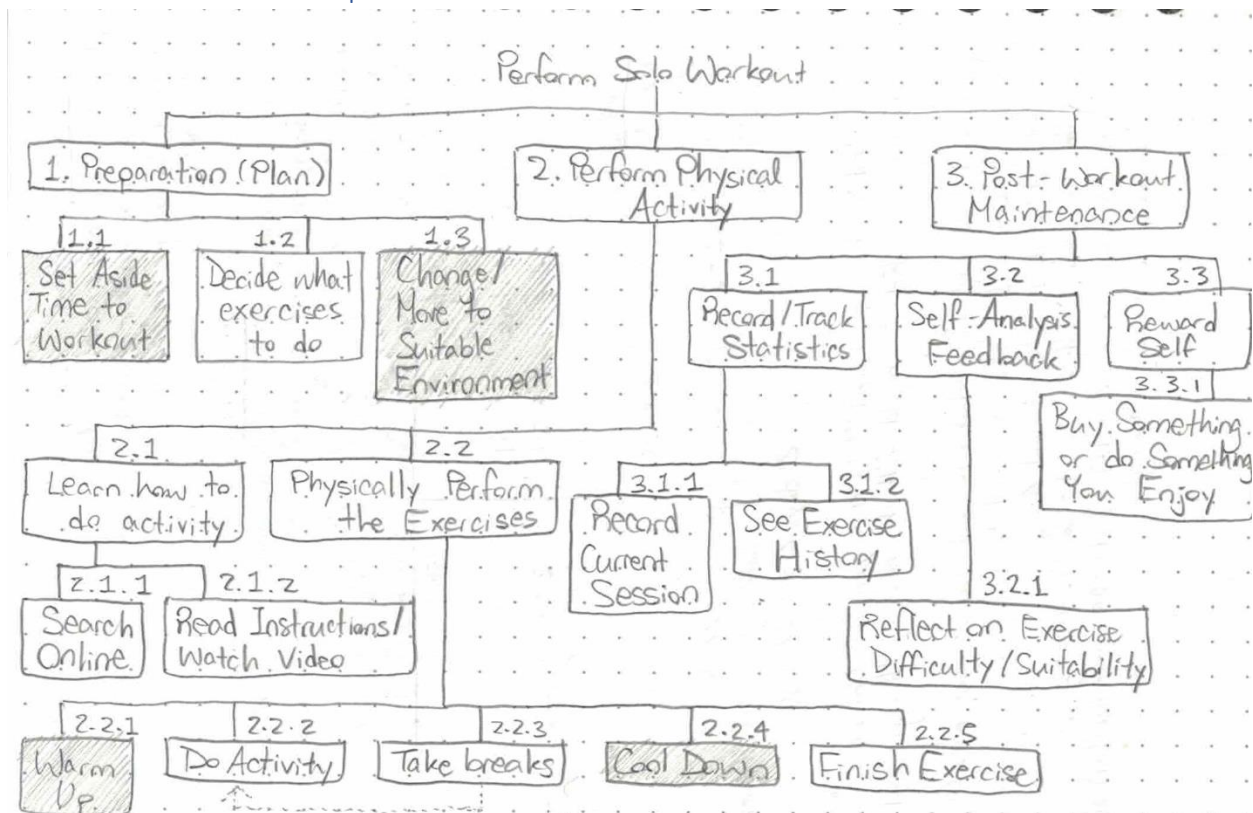 Perform Solo Workout
1. Preparation (Plan)
2. Perform Physical
Activity
3. Post-Workout
Maintenance
1.1
Set Aside
Time to
Workout
1.2
Decide what
exercises
to do
1.3
Change/
Move to
Suitable
Environment
3.1
Record/Track
Statistics
3.2
Self-Analysis
Feedback
3.3
Reward
Self
3.3.1
Buy Something
or do Something
You Enjoy
2.1
Learn how to
do activity
2.2
Physically Perform
the Exercises
3.1.1
Record
Current
Session
3.1.2
See Exercise
History
3.2.1
Reflect on Exercise
Difficulty/Suitability
2.1.1
Search
Online
2.1.2
Read Instructions/
Watch Video
2.2.1
Warm
Up
2.2.2
Do Activity
2.2.3
Take breaks
2.2.4
Cool Down
2.2.5
Finish Exercise